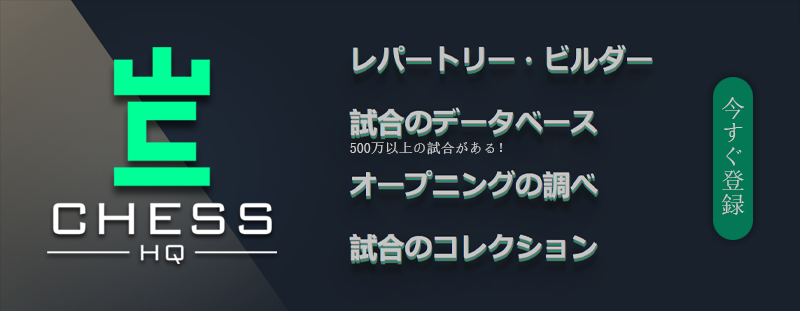 CHESS
HQ
レパートリー・ビルダー
試合のデータベース
500万以上の試合がある!
オープニングの調べ
試合のコレクション
今すぐ登録